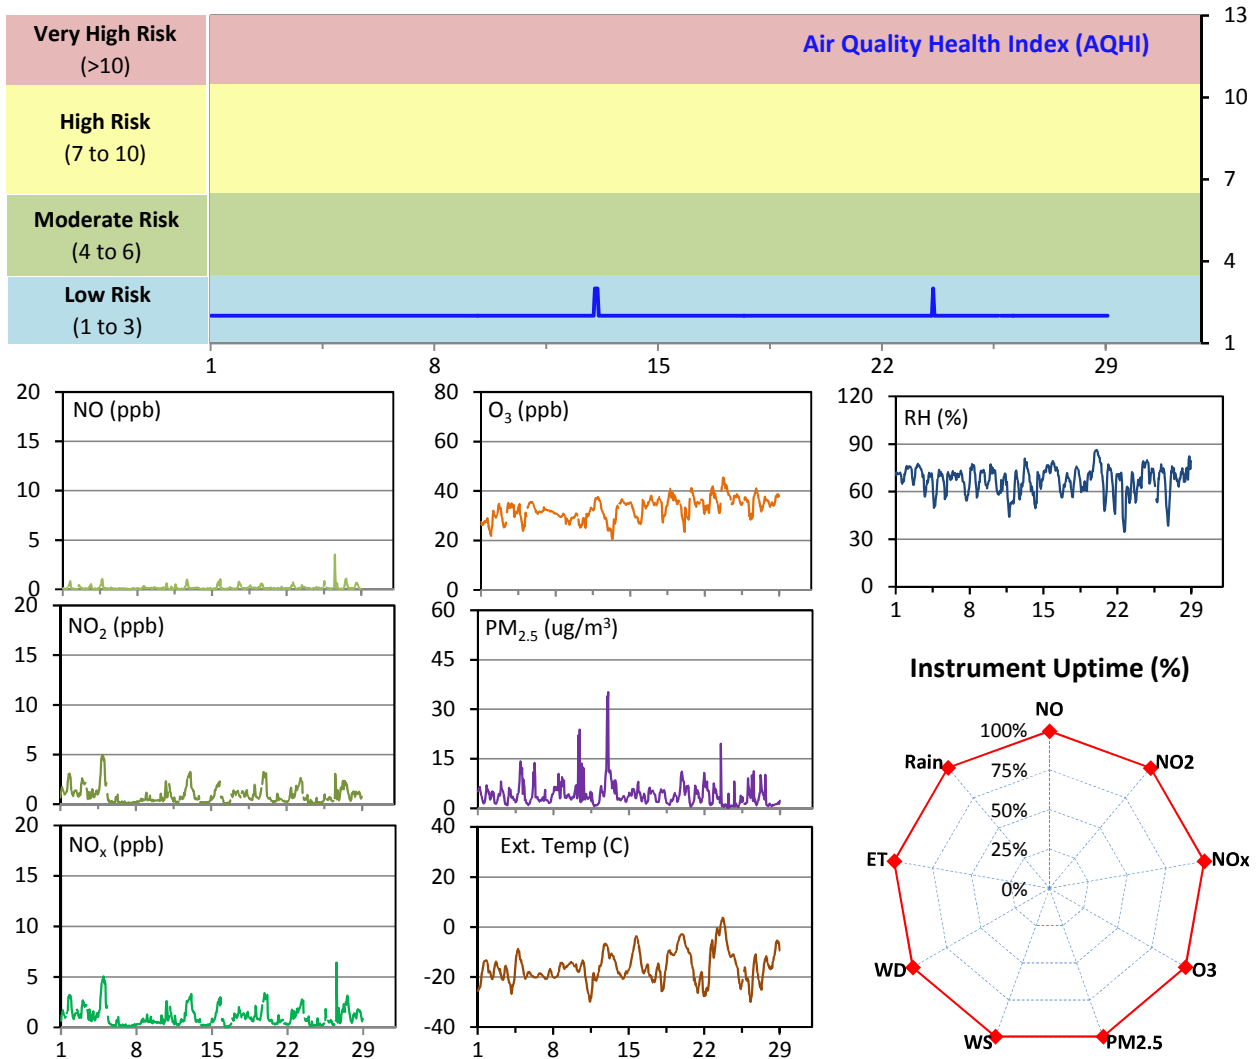 Very High Risk
(>10)
High Risk
(7 to 10)
Moderate Risk
(4 to 6)
Low Risk
(1 to 3)
Air Quality Health Index (AQHI)
13
10
7
4
1
1 8 15 22 29
NO (ppb)
20
15
10
5
0
O3 (ppb)
80
60
40
20
0
RH (%)
120
90
60
30
0
1 8 15 22 29
NO2 (ppb)
20
15
10
5
0
PM2.5 (ug/m³)
60
45
30
15
0
NOx (ppb)
20
15
10
5
0
1 8 15 22 29
Ext. Temp (C)
40
20
0
-20
-40
1 8 15 22 29
Instrument Uptime (%)
NO
NO2
NOx
O3
PM2.5
WS
WD
ET
Rain
100%
75%
50%
25%
0%